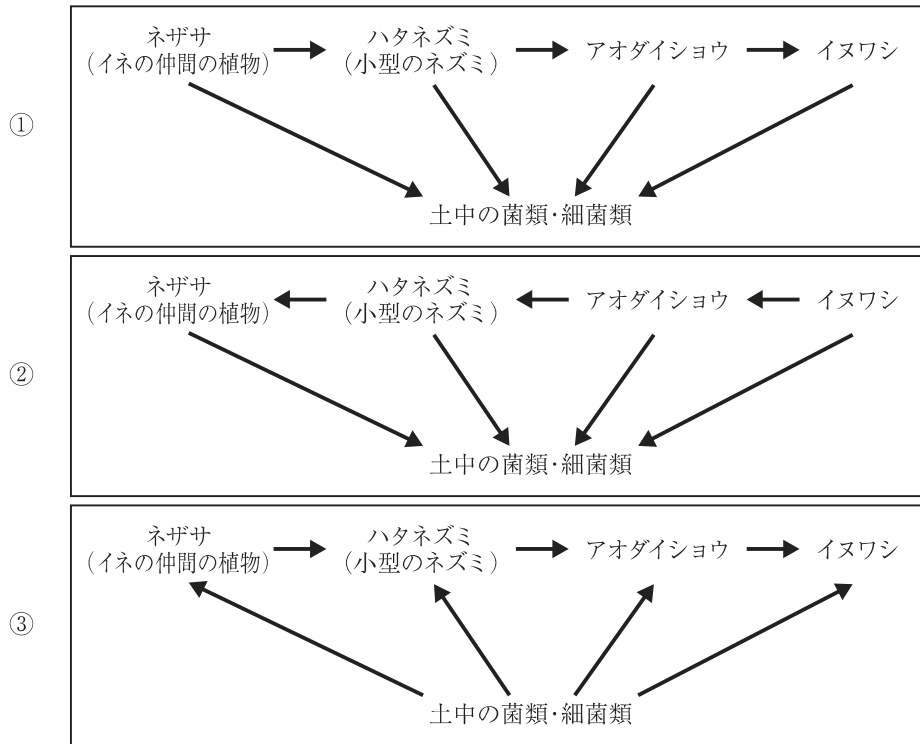 ①
ネザサ
(イネの仲間の植物)
ハタネズミ
(小型のネズミ)
アオダイショウ
イヌワシ
土中の菌類・細菌類
②
ネザサ
(イネの仲間の植物)
ハタネズミ
(小型のネズミ)
アオダイショウ
イヌワシ
土中の菌類・細菌類
③
ネザサ
(イネの仲間の植物)
ハタネズミ
(小型のネズミ)
アオダイショウ
イヌワシ
土中の菌類・細菌類